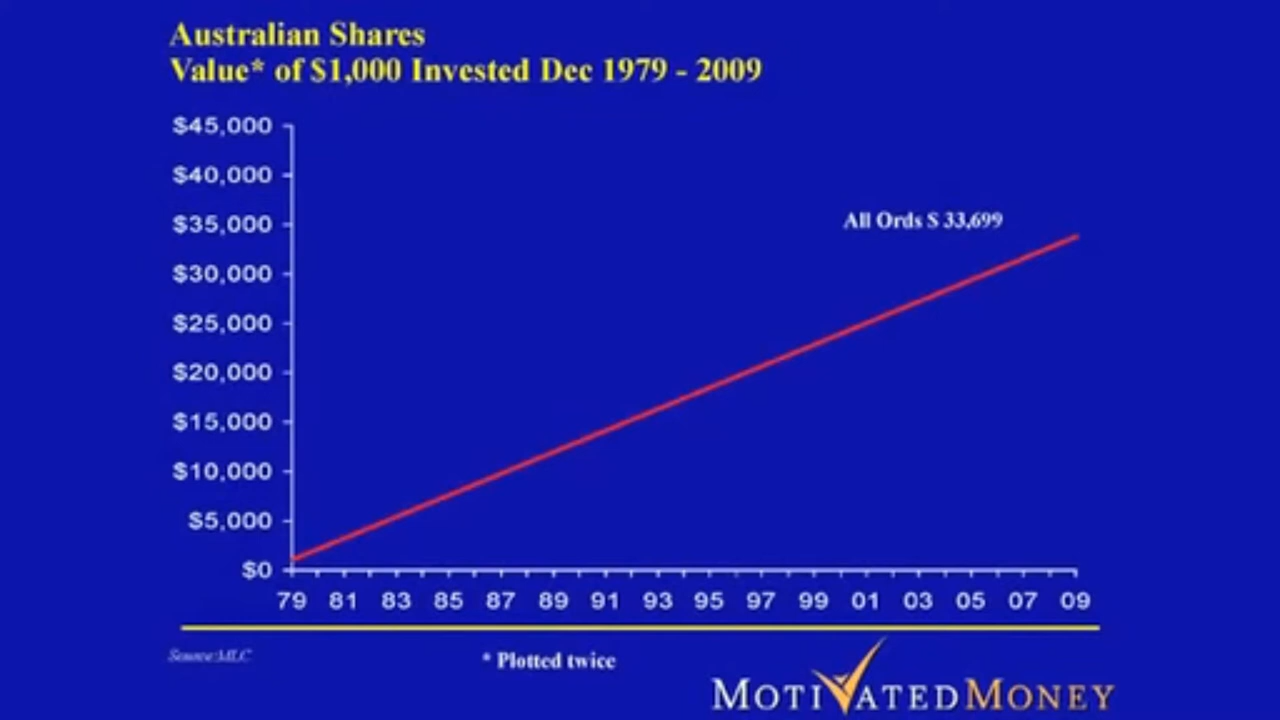 Australian Shares
Value* of $1,000 Invested Dec 1979 - 2009
$45,000
$40,000
$35,000
All Ords $ 33,699
$30,000
$25,000
$20,000
$15,000
$10,000
$5,000
$0
79 81 83 85 87 89 91 93 95 97 99 01 03 05 07 09
Source:MLC
* Plotted twice
MOTIVATEDMONEY